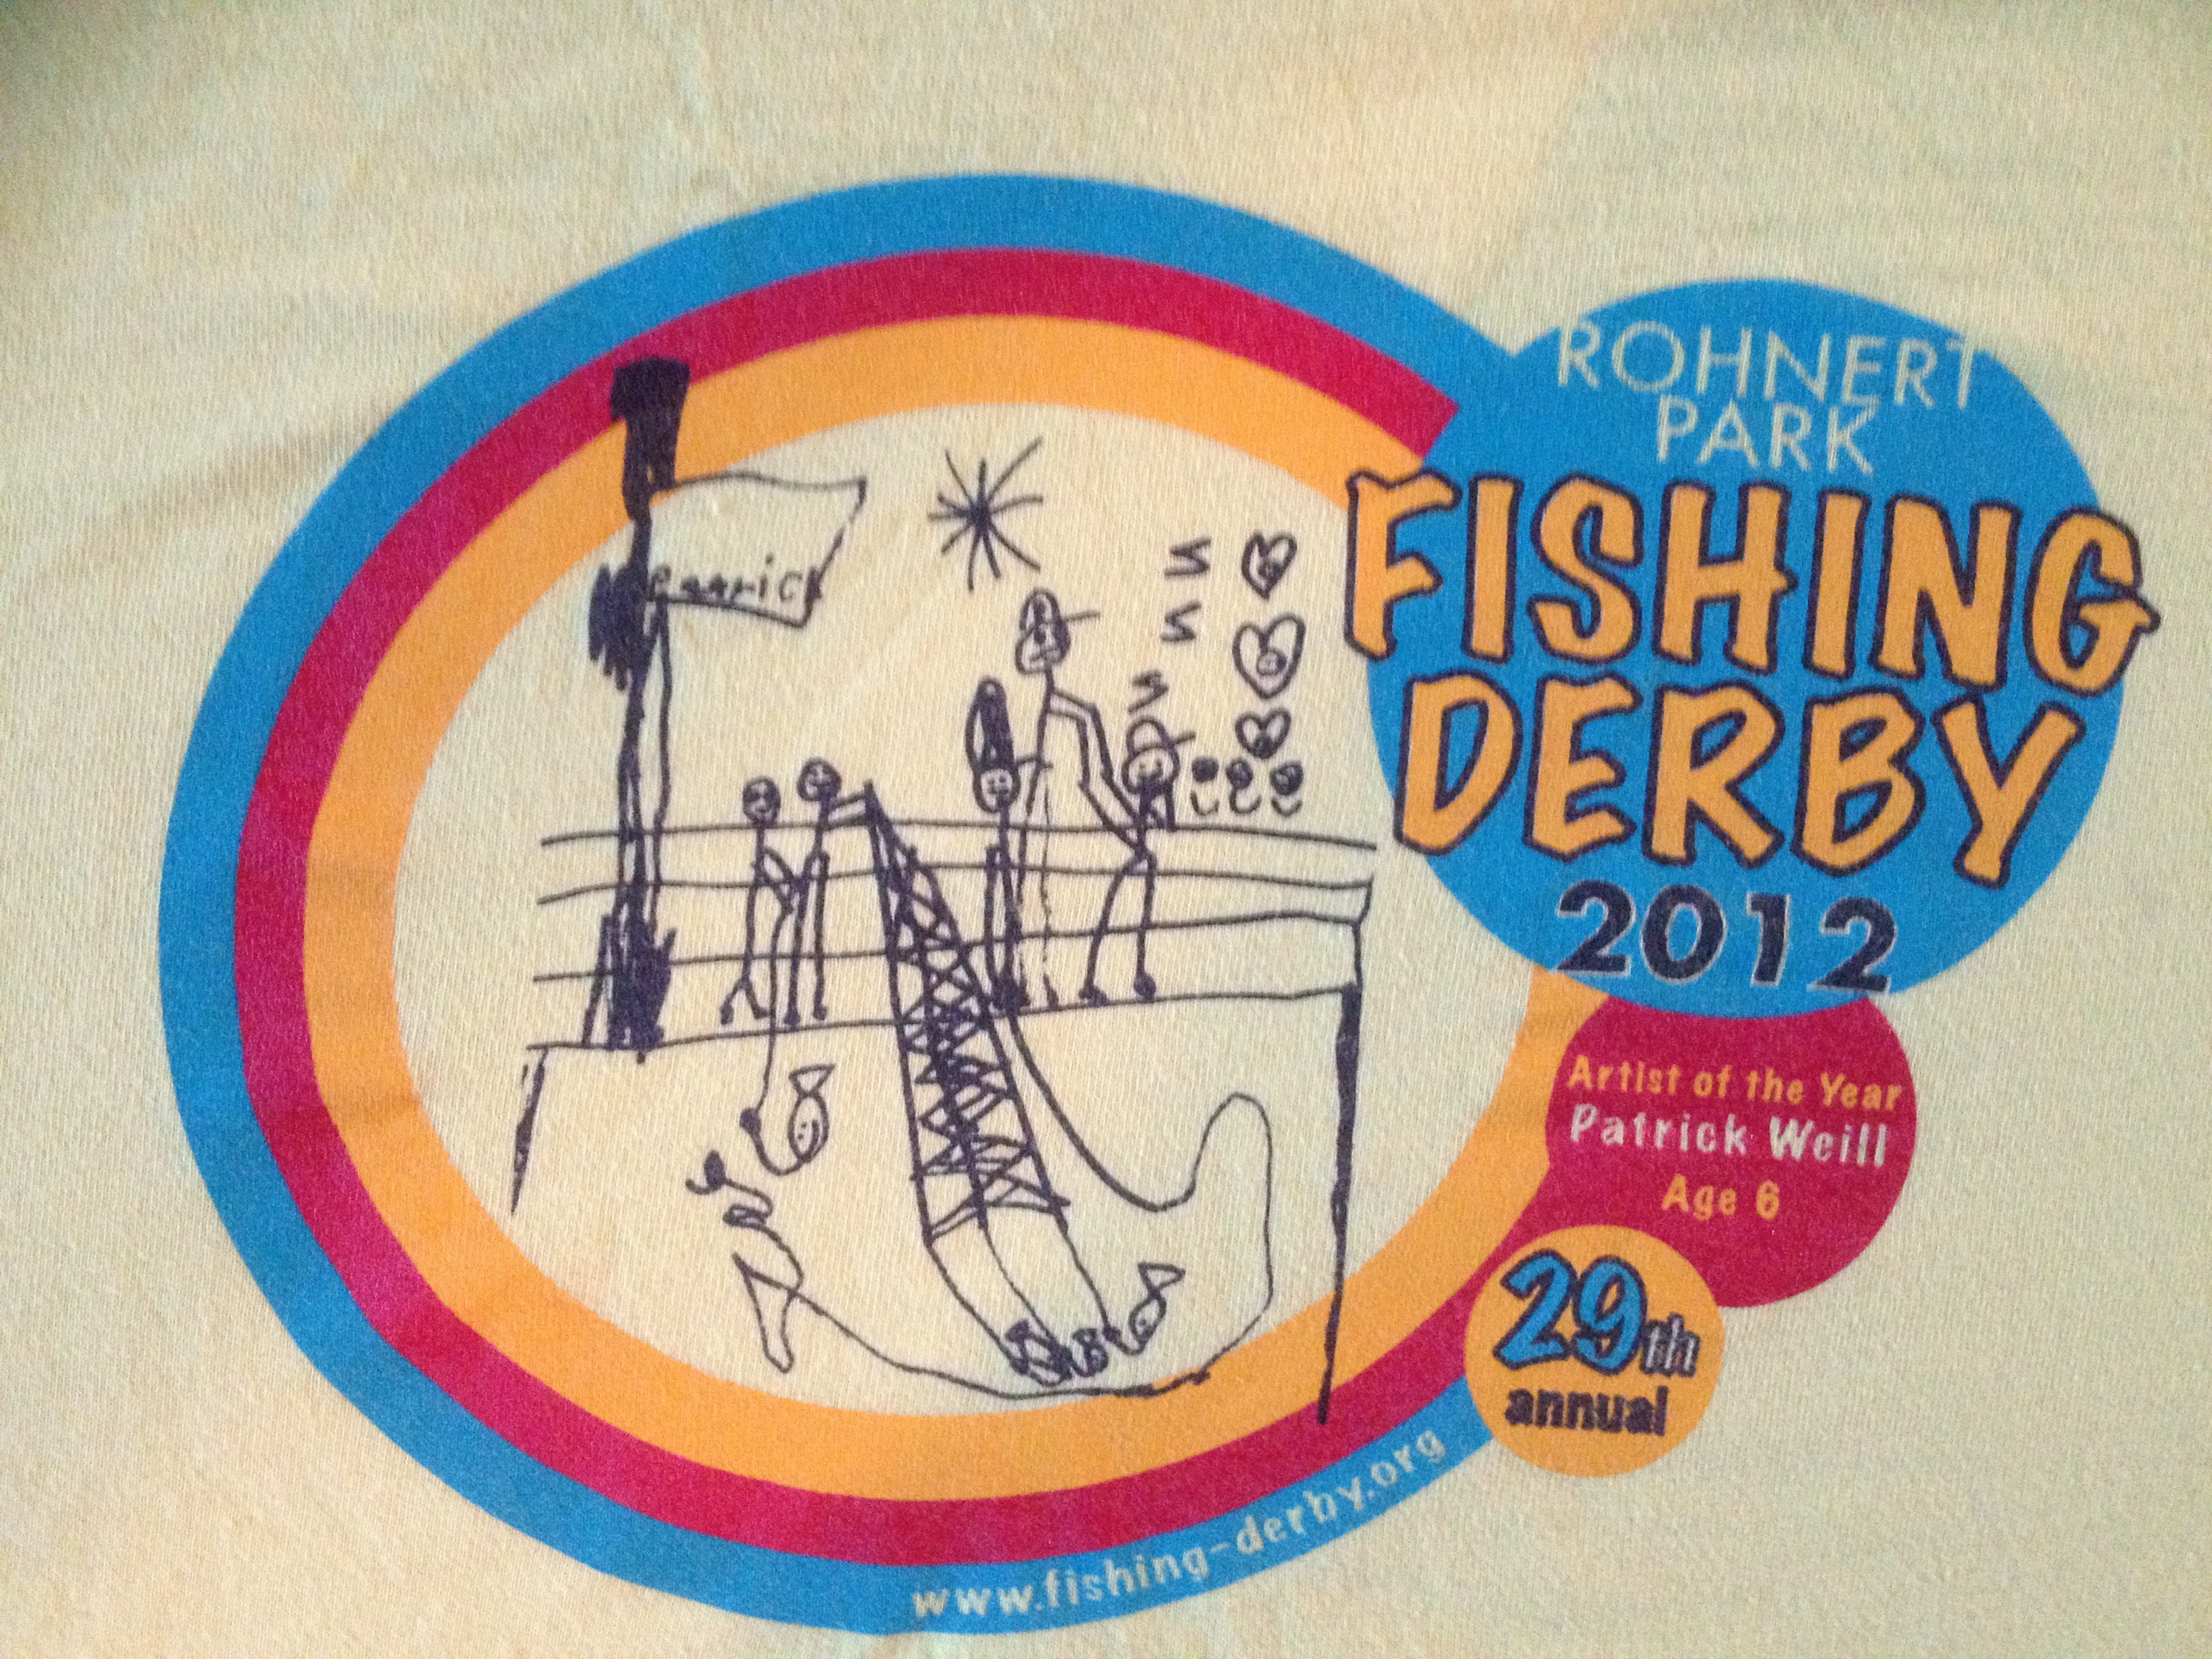 ROHNERT
PARK
FISHING
DERBY
2012
Artist of the Year
Patrick Weill
Age 6
29th
annual
www.fishing-derby.org